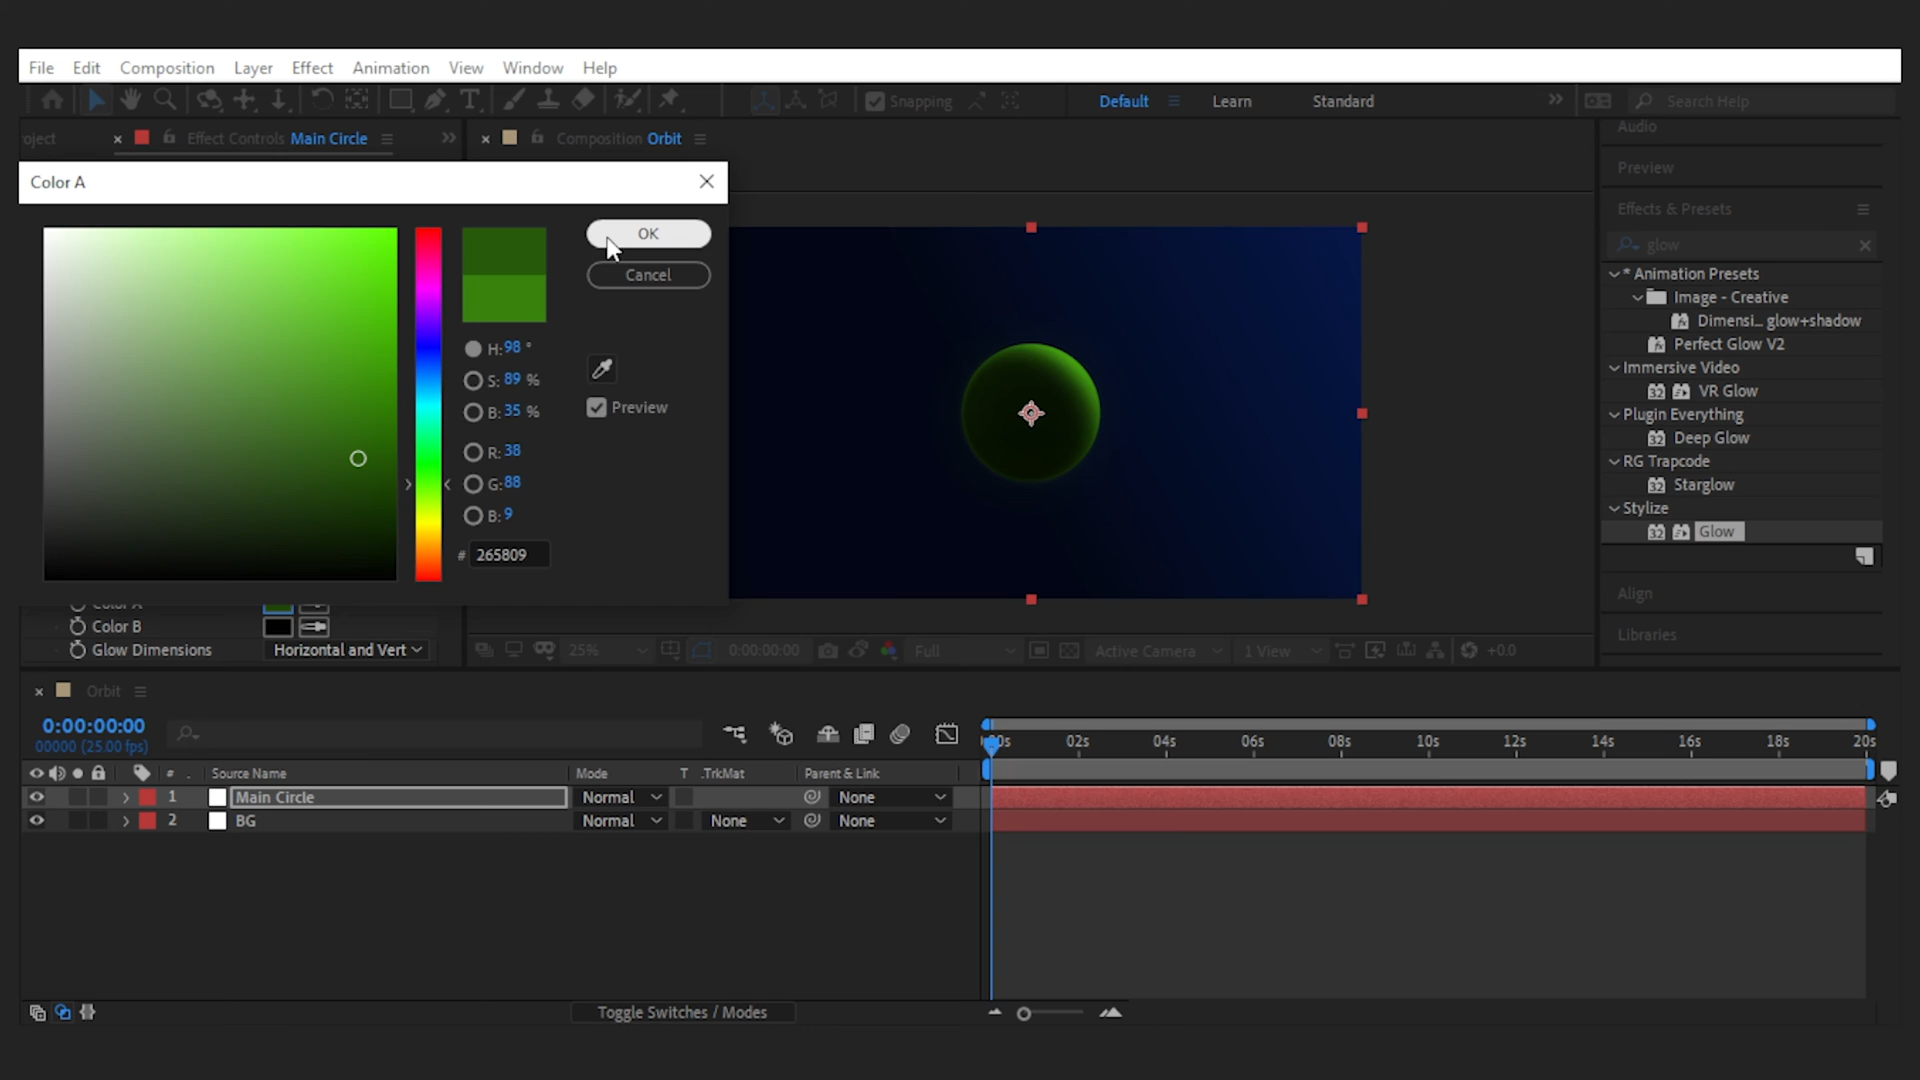 File Edit Composition Layer Effect Animation View Window Help
Snapping Default Learn Standard Search Help
oject Effect Controls Main Circle Composition Orbit
Audio
Preview
Effects & Presets
glow
* Animation Presets
Image - Creative
Dimensi... glow+shadow
Perfect Glow V2
Immersive Video
VR Glow
Plugin Everything
Deep Glow
RG Trapcode
Starglow
Stylize
Glow
Align
Libraries
Color A
OK
Cancel
H: 98 °
S: 89 %
B: 35 %
Preview
R: 38
G: 88
B: 9
# 265809
Color A
Color B
Glow Dimensions Horizontal and Vert
25% 0:00:00:00 Full Active Camera 1 View +0.0
Orbit
0:00:00:00
00000 (25.00 fps)
00s 02s 04s 06s 08s 10s 12s 14s 16s 18s 20s
# . Source Name Mode T .TrkMat Parent & Link
1 Main Circle Normal None
2 BG Normal None None
Toggle Switches / Modes